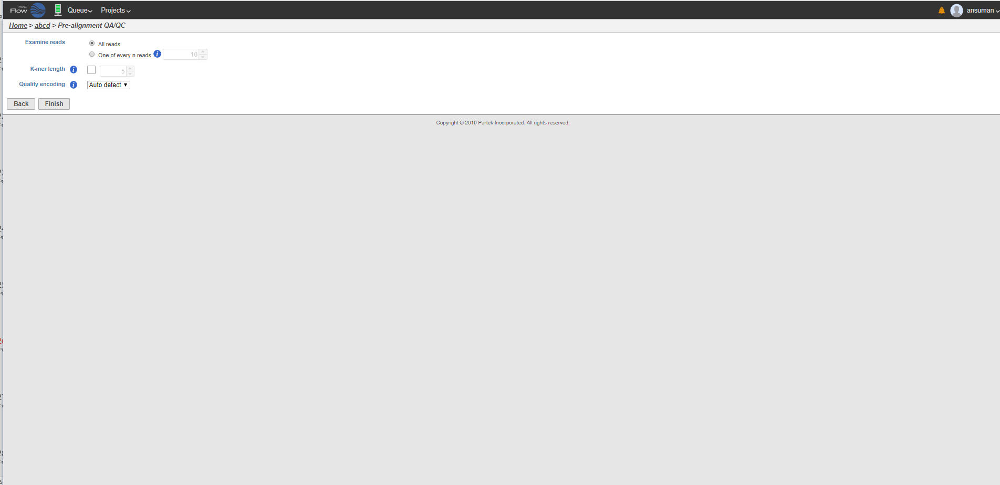 Partek
Flow
Queue Projects ansuman
Home > abcd > Pre-alignment QA/QC
Examine reads All reads
One of every n reads i 10
K-mer length i 5
Quality encoding i Auto detect
Back Finish
Copyright © 2019 Partek Incorporated. All rights reserved.